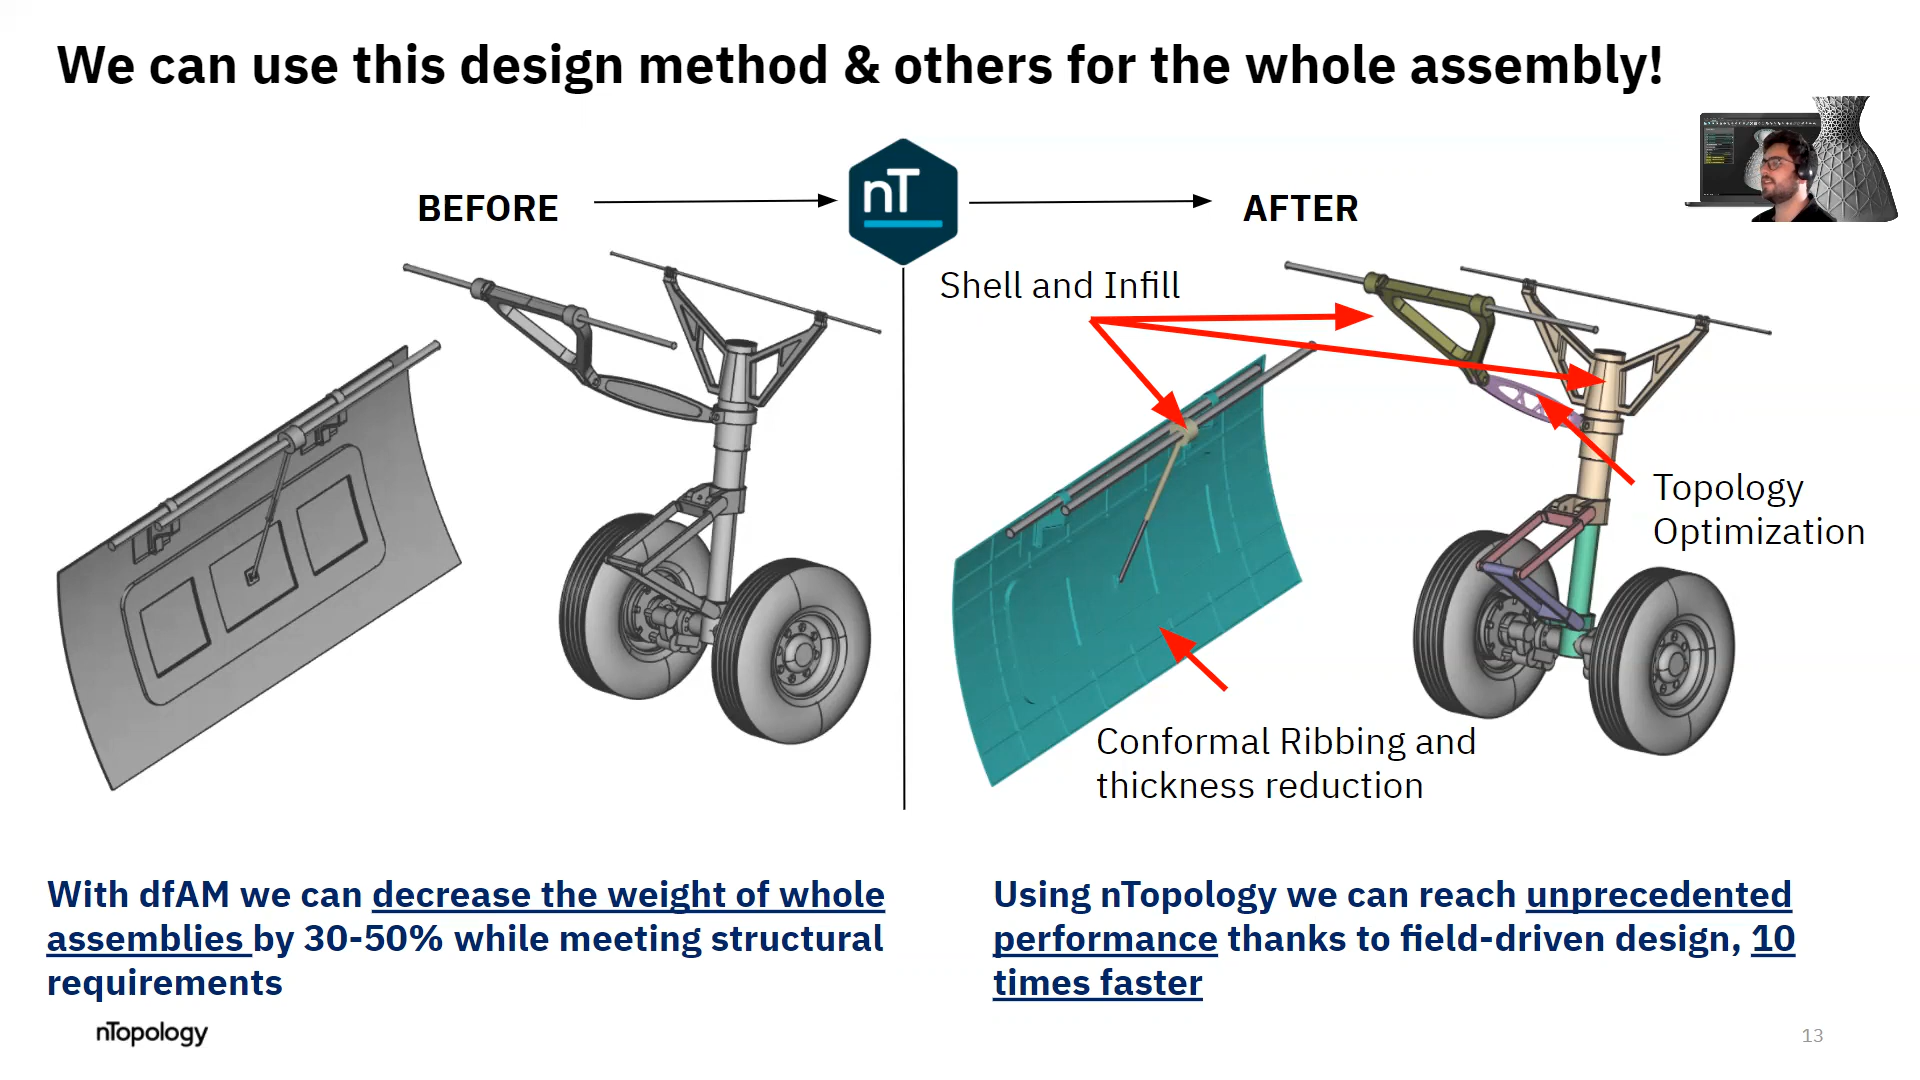 We can use this design method & others for the whole assembly!
BEFORE
nT
AFTER
Shell and Infill
Topology
Optimization
Conformal Ribbing and
thickness reduction
With dfAM we can decrease the weight of whole
assemblies by 30-50% while meeting structural
requirements
Using nTopology we can reach unprecedented
performance thanks to field-driven design, 10
times faster
nTopology
13